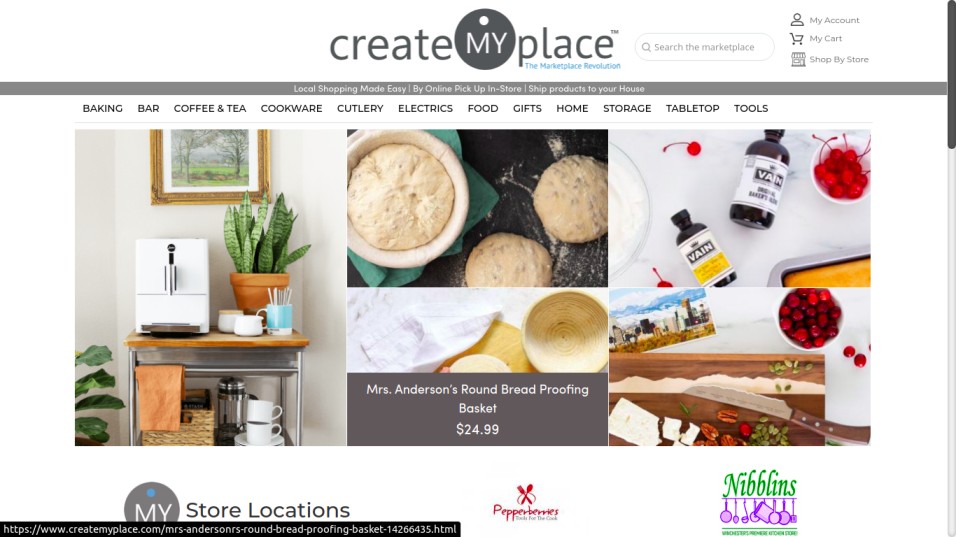 createMYplace™
The Marketplace Revolution
Search the marketplace
My Account
My Cart
Shop By Store
Local Shopping Made Easy | By Online Pick Up In-Store | Ship products to your House
BAKING BAR COFFEE & TEA COOKWARE CUTLERY ELECTRICS FOOD GIFTS HOME STORAGE TABLETOP TOOLS
VAIN
ORIGINAL
VAIN
Mrs. Anderson's Round Bread Proofing
Basket
$24.99
MY Store Locations
Pepperberries
Tools For The Cook
Nibblins
WINCHESTER'S PREMIERE KITCHEN STORE!
https://www.createmyplace.com/mrs-andersonrs-round-bread-proofing-basket-14266435.html